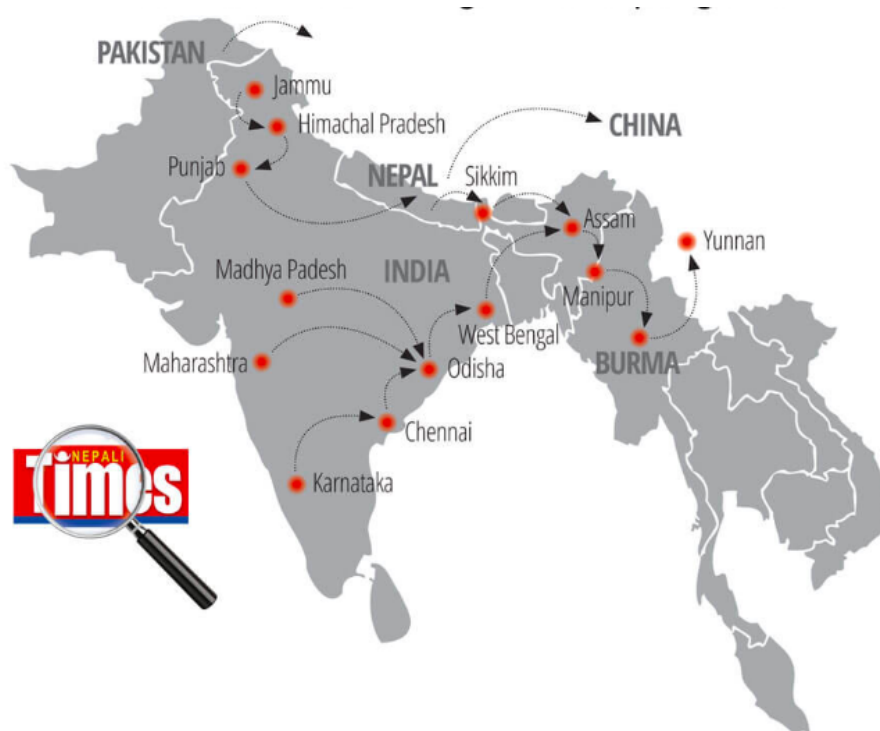 PAKISTAN
Jammu
Himachal Pradesh
CHINA
Punjab
NEPAL
Sikkim
Assam
Yunnan
Madhya Padesh
INDIA
Manipur
West Bengal
Maharashtra
Odisha
BURMA
Chennai
Karnataka
NEPALI
Times